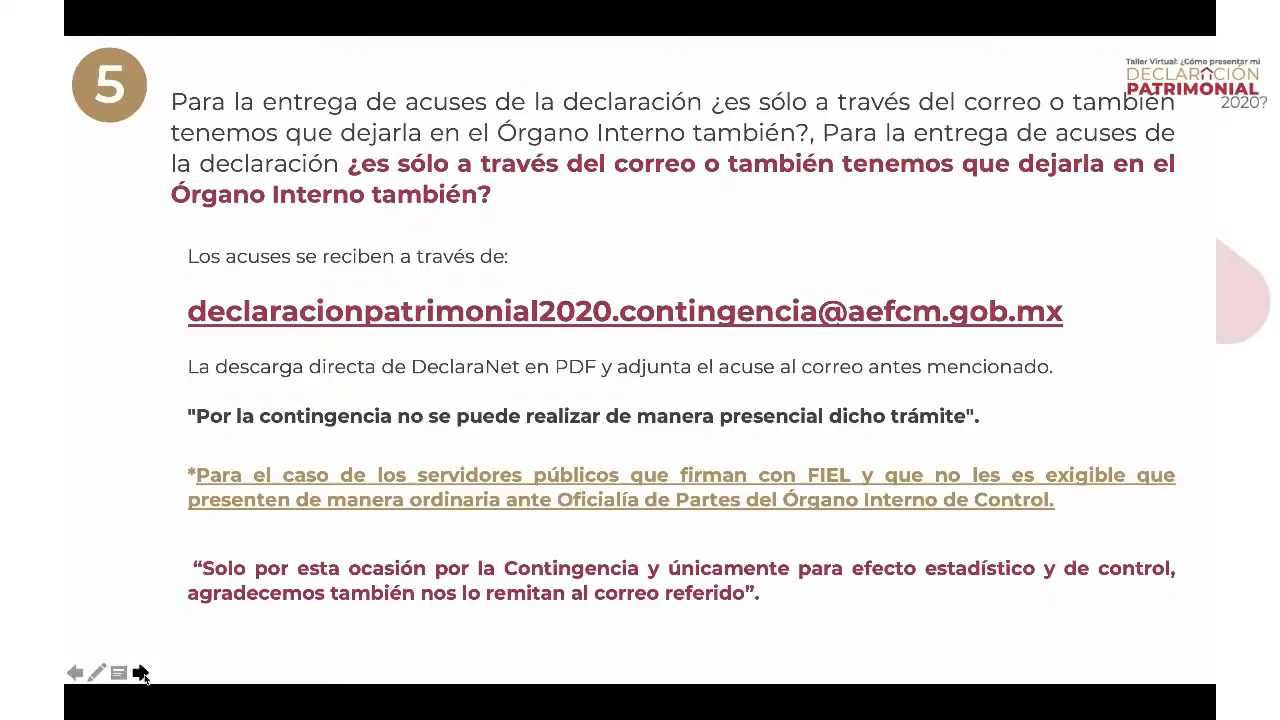 5
Taller Virtual: ¿Cómo presentar mi
DECLARACIÓN
PATRIMONIAL
2020?
Para la entrega de acuses de la declaración ¿es sólo a través del correo o también
tenemos que dejarla en el Órgano Interno también?, Para la entrega de acuses de
la declaración ¿es sólo a través del correo o también tenemos que dejarla en el
Órgano Interno también?
Los acuses se reciben a través de:
declaracionpatrimonial2020.contingencia@aefcm.gob.mx
La descarga directa de DeclaraNet en PDF y adjunta el acuse al correo antes mencionado.
"Por la contingencia no se puede realizar de manera presencial dicho trámite".
*Para el caso de los servidores públicos que firman con FIEL y que no les es exigible que
presenten de manera ordinaria ante Oficialía de Partes del Órgano Interno de Control.
“Solo por esta ocasión por la Contingencia y únicamente para efecto estadístico y de control,
agradecemos también nos lo remitan al correo referido”.